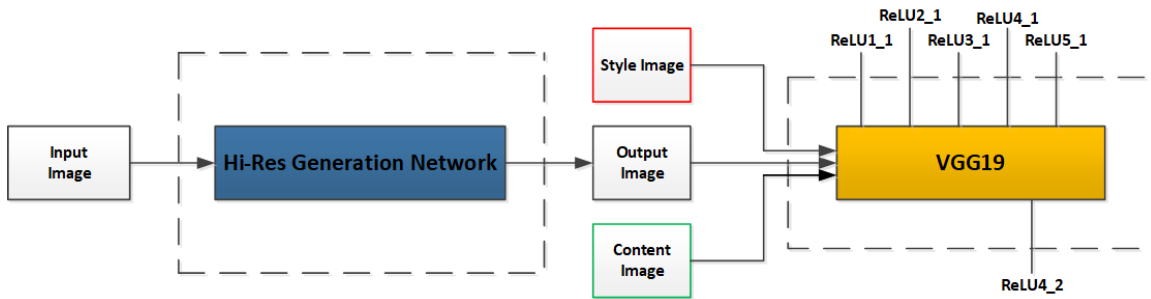 ReLU2_1
ReLU4_1
ReLU1_1
ReLU3_1
ReLU5_1
Style Image
Input
Image
Hi-Res Generation Network
Output
Image
VGG19
Content
Image
ReLU4_2